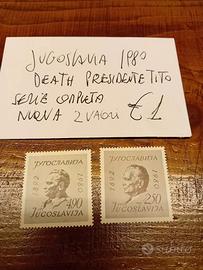 JUGOSLAVIA 1980
DEATH PRESIDENTE TITO
SERIE COMPLETA
NUOVA 2 VALORI €1
ЈУГОСЛАВИЈА
1892 1980
4.90
JUGOSLAVIJA
ЈУГОСЛАВИЈА
1892 1980
2.50
JUGOSLAVIJA
subito